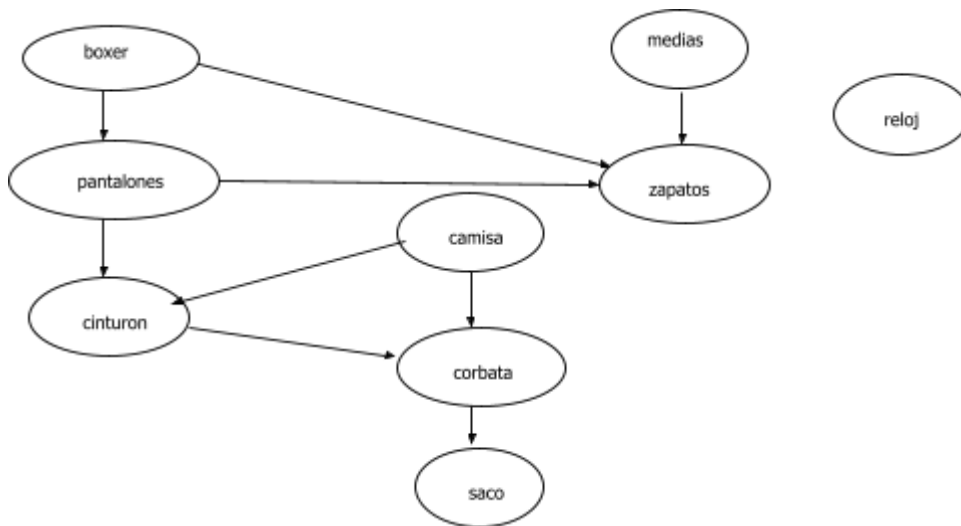 boxer
medias
reloj
pantalones
zapatos
camisa
cinturon
corbata
saco